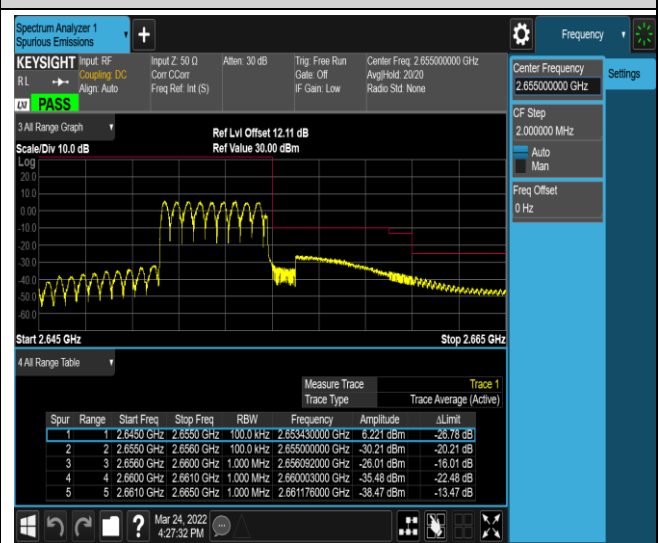 Spectrum Analyzer 1
Spurious Emissions
+
Frequency
KEYSIGHT Input: RF Input Z: 50 Ω Atten: 30 dB Trig: Free Run Center Freq: 2.655000000 GHz
RL Coupling: DC Corr CCorr Gate: Off Avg|Hold: 20/20
Align: Auto Freq Ref: Int (S) IF Gain: Low Radio Std: None
LXI PASS
Center Frequency
2.655000000 GHz
Settings
CF Step
2.000000 MHz
Auto
Man
Freq Offset
0 Hz
3 All Range Graph
Ref Lvl Offset 12.11 dB
Scale/Div 10.0 dB Ref Value 30.00 dBm
Log
20.0
10.0
0.00
-10.0
-20.0
-30.0
-40.0
-50.0
-60.0
Start 2.645 GHz Stop 2.665 GHz
4 All Range Table
Measure Trace Trace 1
Trace Type Trace Average (Active)
Spur Range Start Freq Stop Freq RBW Frequency Amplitude ΔLimit
1 1 2.6450 GHz 2.6550 GHz 100.0 kHz 2.653430000 GHz 6.221 dBm -26.78 dB
2 2 2.6550 GHz 2.6560 GHz 100.0 kHz 2.655000000 GHz -30.21 dBm -20.21 dB
3 3 2.6560 GHz 2.6600 GHz 1.000 MHz 2.656092000 GHz -26.01 dBm -16.01 dB
4 4 2.6600 GHz 2.6610 GHz 1.000 MHz 2.660003000 GHz -35.48 dBm -22.48 dB
5 5 2.6610 GHz 2.6650 GHz 1.000 MHz 2.661176000 GHz -38.47 dBm -13.47 dB
?
Mar 24, 2022
4:27:32 PM